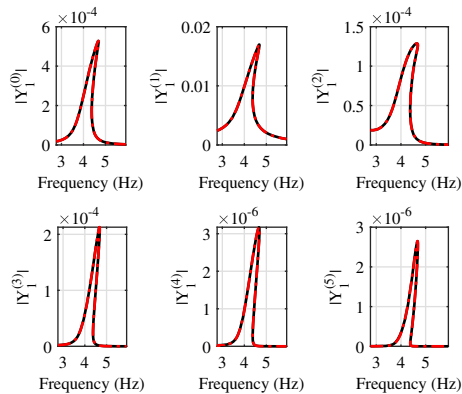 ×10⁻⁴
6
4
2
0
|Y₁⁽⁰⁾|
3 4 5
Frequency (Hz)
0.02
0.01
0
|Y₁⁽¹⁾|
3 4 5
Frequency (Hz)
×10⁻⁴
1.5
1
0.5
0
|Y₁⁽²⁾|
3 4 5
Frequency (Hz)
×10⁻⁴
2
1
0
|Y₁⁽³⁾|
3 4 5
Frequency (Hz)
×10⁻⁶
3
2
1
0
|Y₁⁽⁴⁾|
3 4 5
Frequency (Hz)
×10⁻⁶
3
2
1
0
|Y₁⁽⁵⁾|
3 4 5
Frequency (Hz)